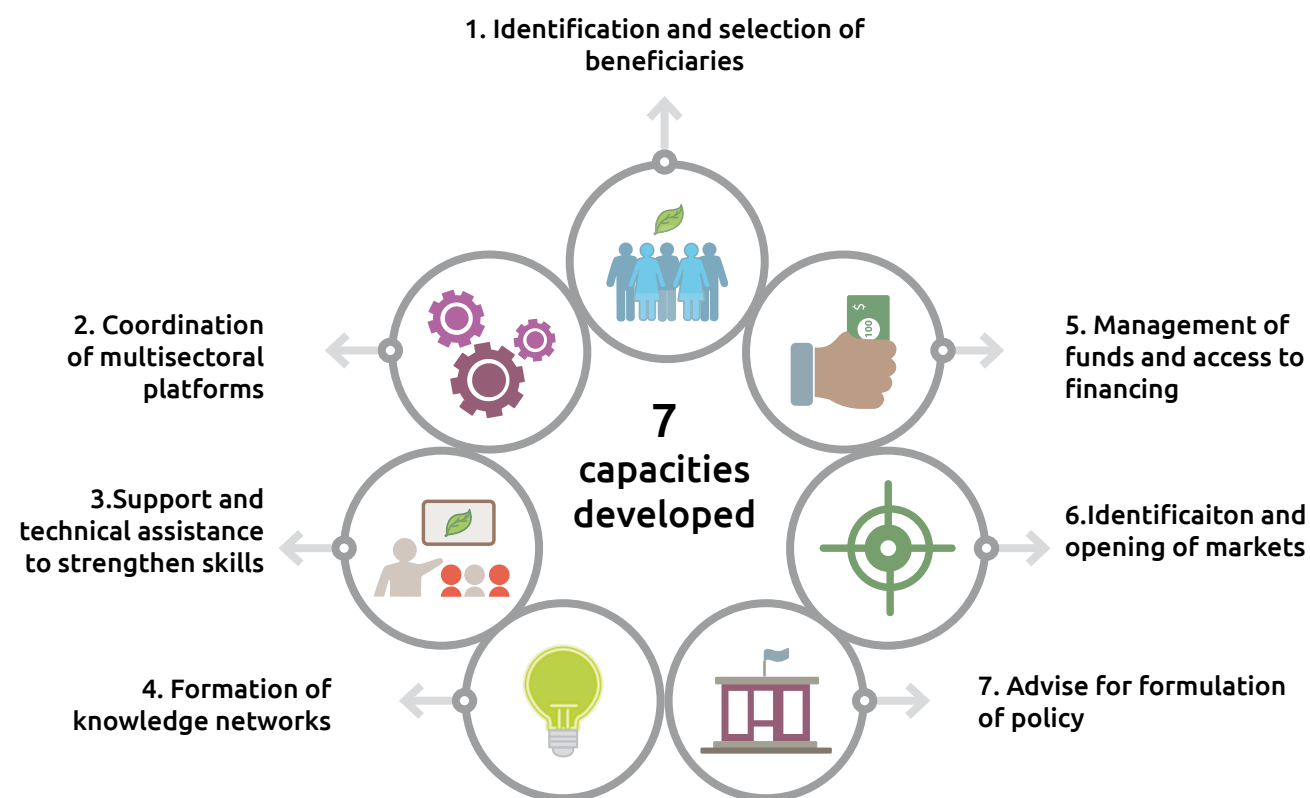 1. Identification and selection of
beneficiaries
2. Coordination
of multisectoral
platforms
3.Support and
technical assistance
to strengthen skills
4. Formation of
knowledge networks
7
capacities
developed
$
100
5. Management of
funds and access to
financing
6.Identificaiton and
opening of markets
7. Advise for formulation
of policy